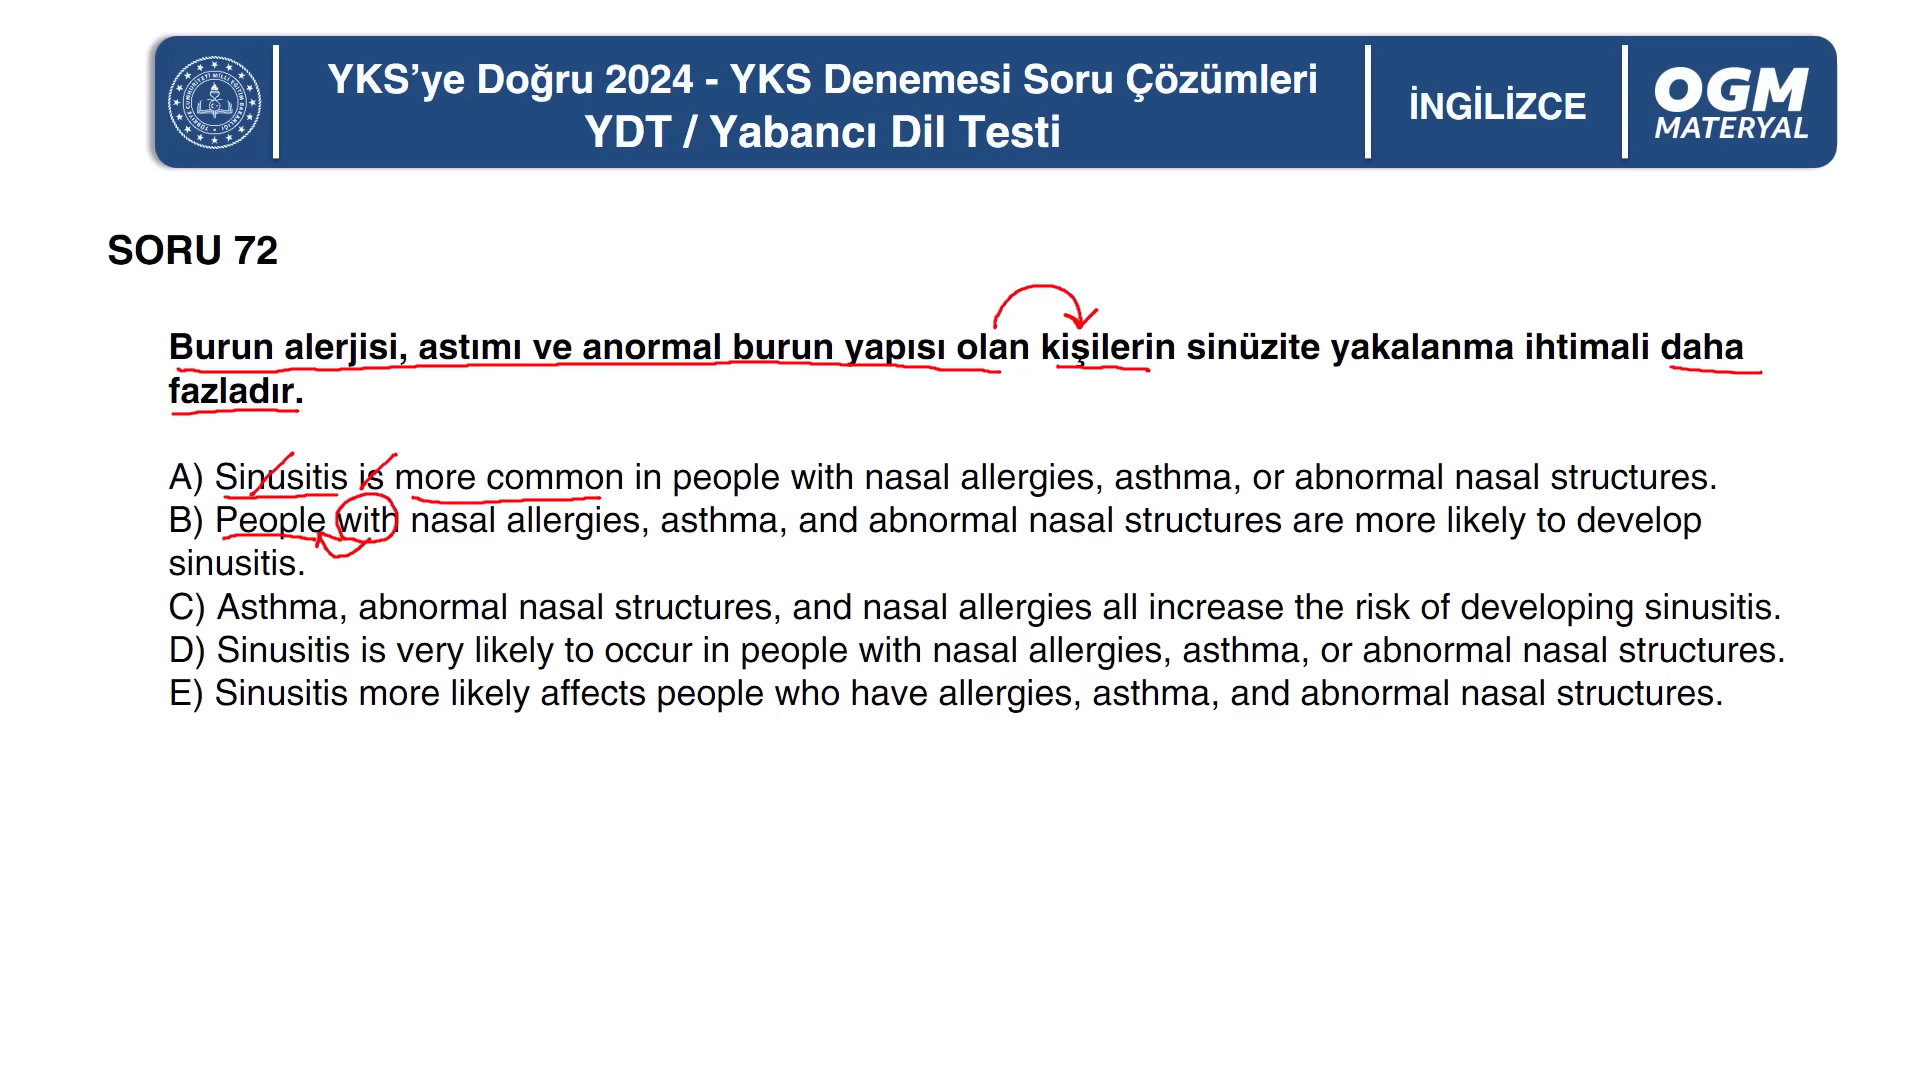 YKS’ye Doğru 2024 - YKS Denemesi Soru Çözümleri
YDT / Yabancı Dil Testi
İNGİLİZCE
OGM
MATERYAL
SORU 72
Burun alerjisi, astımı ve anormal burun yapısı olan kişilerin sinüzite yakalanma ihtimali daha
fazladır.
A) Sinusitis is more common in people with nasal allergies, asthma, or abnormal nasal structures.
B) People with nasal allergies, asthma, and abnormal nasal structures are more likely to develop
sinusitis.
C) Asthma, abnormal nasal structures, and nasal allergies all increase the risk of developing sinusitis.
D) Sinusitis is very likely to occur in people with nasal allergies, asthma, or abnormal nasal structures.
E) Sinusitis more likely affects people who have allergies, asthma, and abnormal nasal structures.